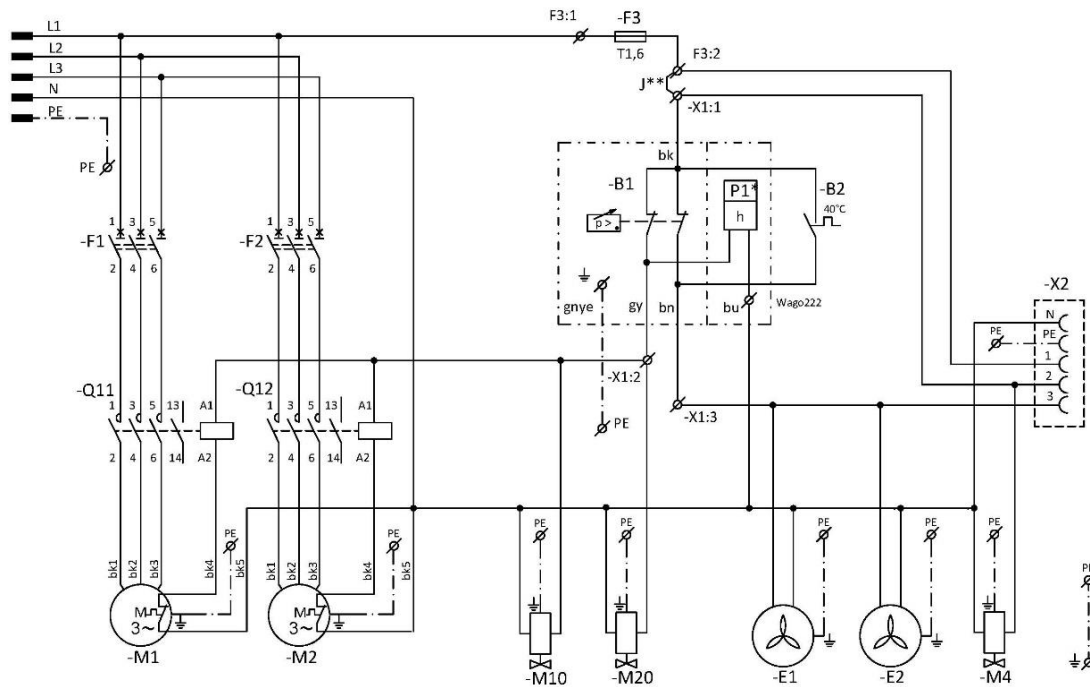 L1
L2
L3
N
PE
PE
F3:1
-F3
T1,6
F3:2
J**
-X1:1
bk
-B1
P1*
h
-B2
40°C
p >
gnye
gy
bn
bu
Wago222
-X2
N
PE
1
2
3
PE
-F1
1 3 5
2 4 6
-F2
1 3 5
2 4 6
-X1:2
-X1:3
PE
-Q11
1 3 5 13 A1
2 4 6 14 A2
-Q12
1 3 5 13 A1
2 4 6 14 A2
bk1 bk2 bk3 bk4 PE bk5
M
3~
-M1
bk1 bk2 bk3 bk4 PE bk5
M
3~
-M2
PE
-M10
PE
-M20
PE
-E1
PE
-E2
PE
-M4
PE